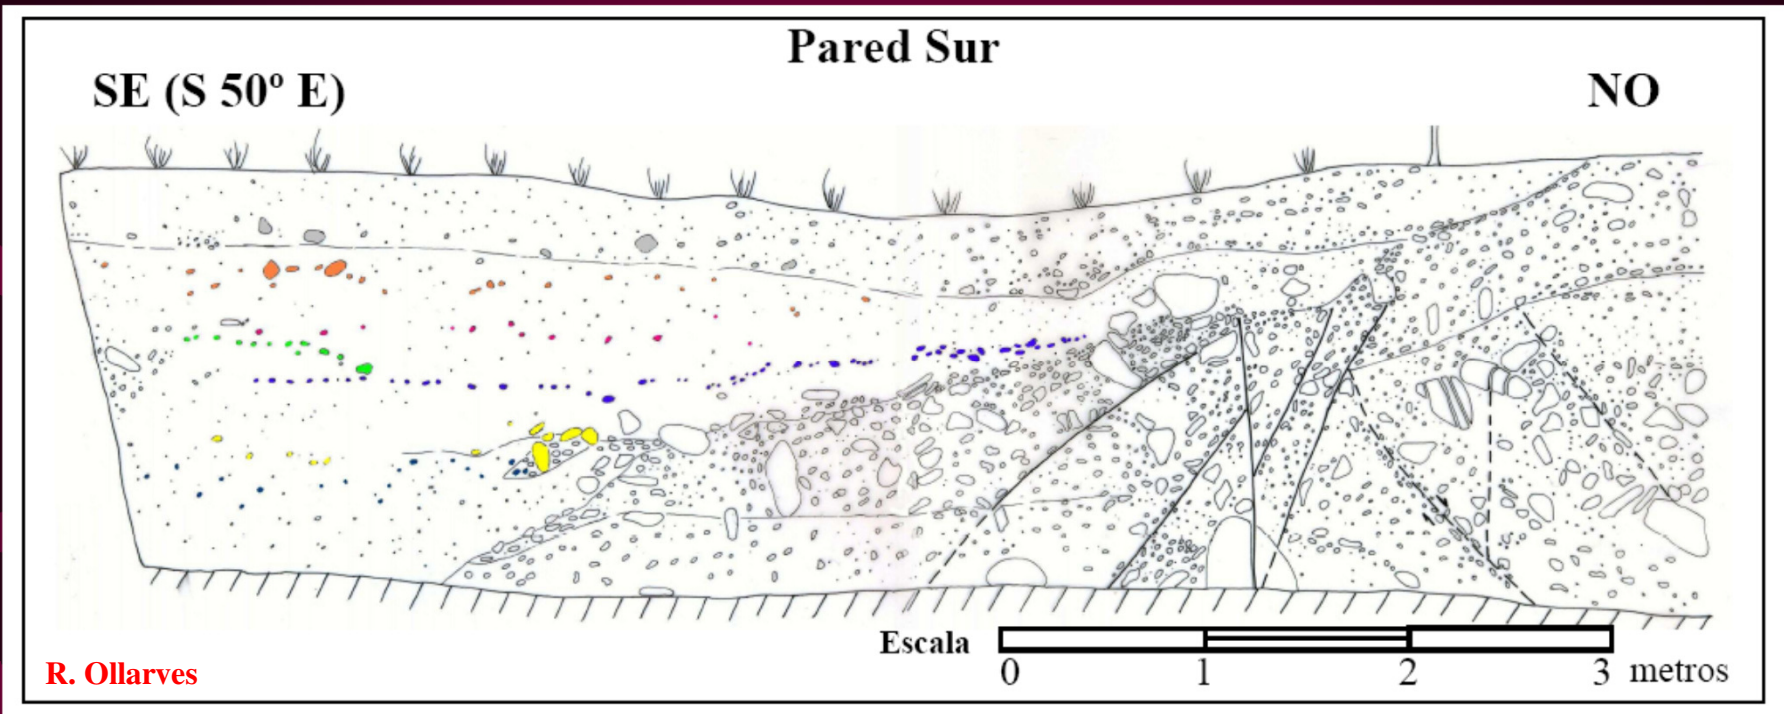 Pared Sur
SE (S 50º E)
NO
Escala
0 1 2 3 metros
R. Ollarves